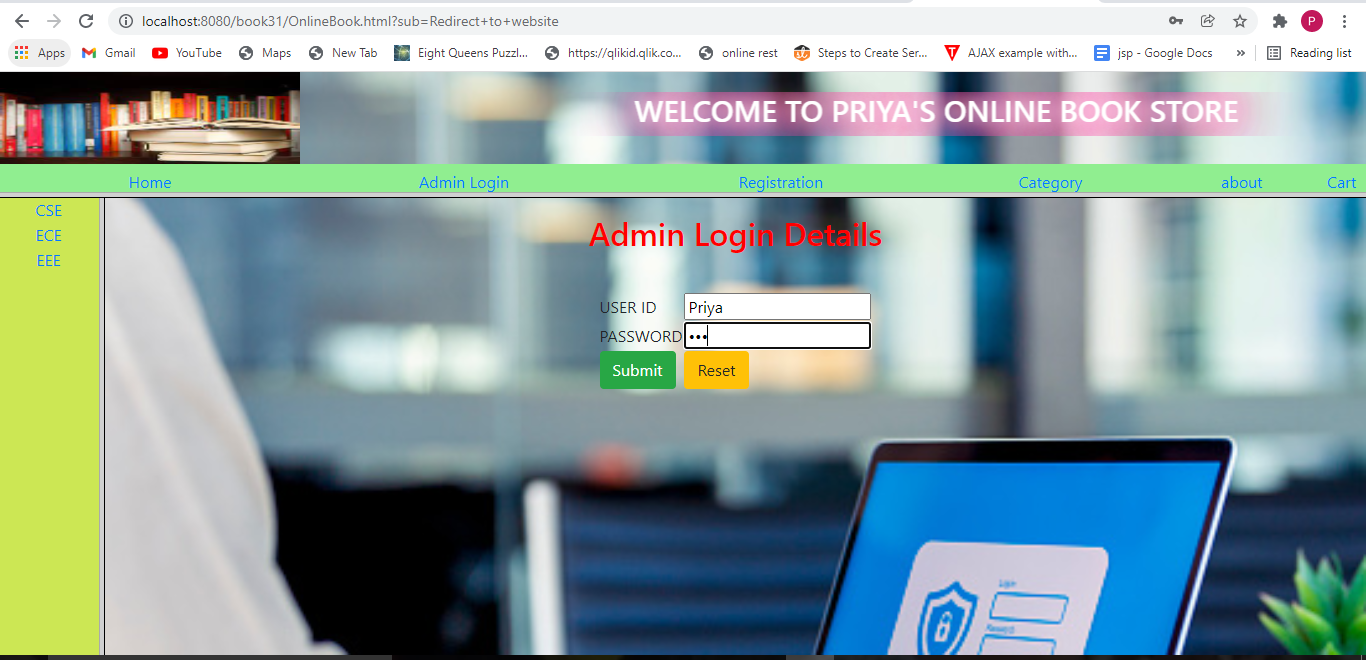 localhost:8080/book31/OnlineBook.html?sub=Redirect+to+website
P
Apps Gmail YouTube Maps New Tab Eight Queens Puzzl... https://qlikid.qlik.co... online rest Steps to Create Ser... AJAX example with... jsp - Google Docs » Reading list
WELCOME TO PRIYA'S ONLINE BOOK STORE
Home Admin Login Registration Category about Cart
CSE
ECE
EEE
Admin Login Details
USER ID Priya
PASSWORD •••
Submit Reset
Login
Password